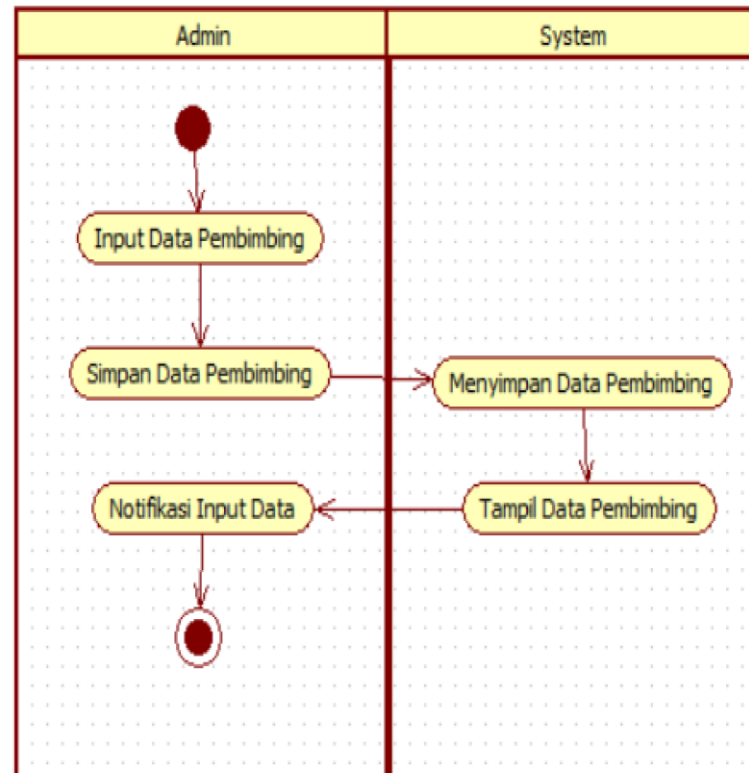 Admin
System
Input Data Pembimbing
Simpan Data Pembimbing
Menyimpan Data Pembimbing
Notifikasi Input Data
Tampil Data Pembimbing